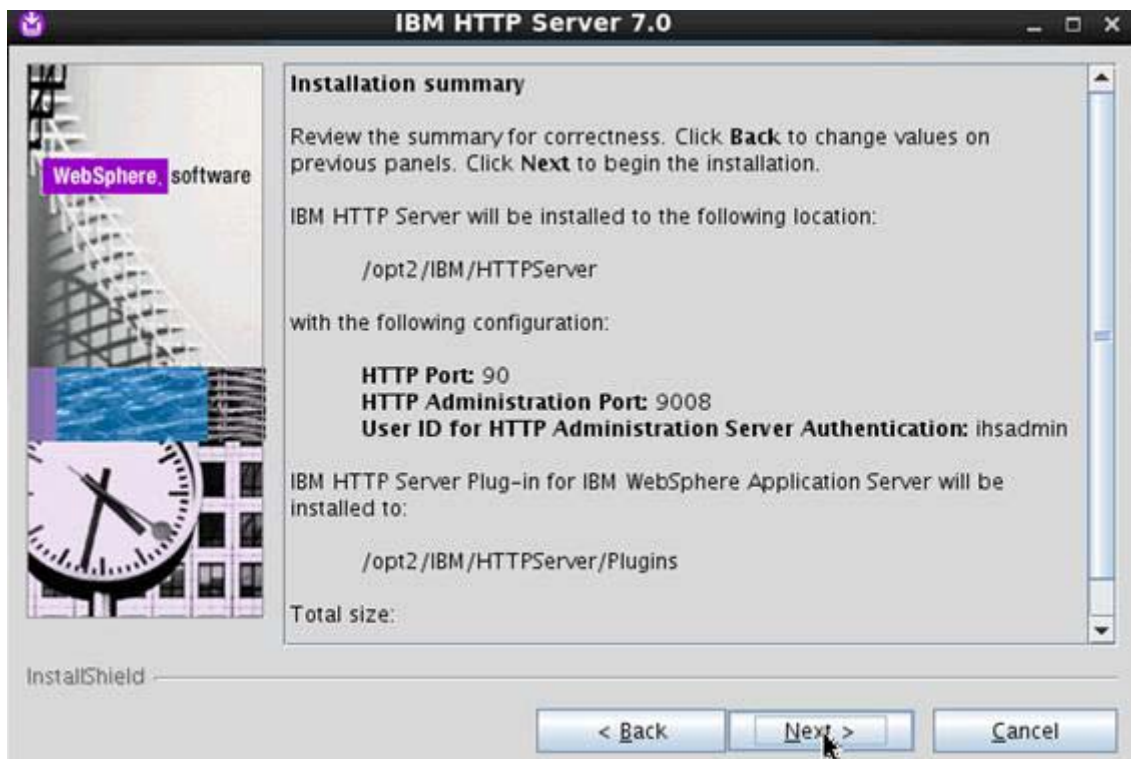 IBM HTTP Server 7.0
WebSphere. software
Installation summary
Review the summary for correctness. Click Back to change values on
previous panels. Click Next to begin the installation.
IBM HTTP Server will be installed to the following location:
/opt2/IBM/HTTPServer
with the following configuration:
HTTP Port: 90
HTTP Administration Port: 9008
User ID for HTTP Administration Server Authentication: ihsadmin
IBM HTTP Server Plug-in for IBM WebSphere Application Server will be
installed to:
/opt2/IBM/HTTPServer/Plugins
Total size:
InstallShield
< Back
Next >
Cancel